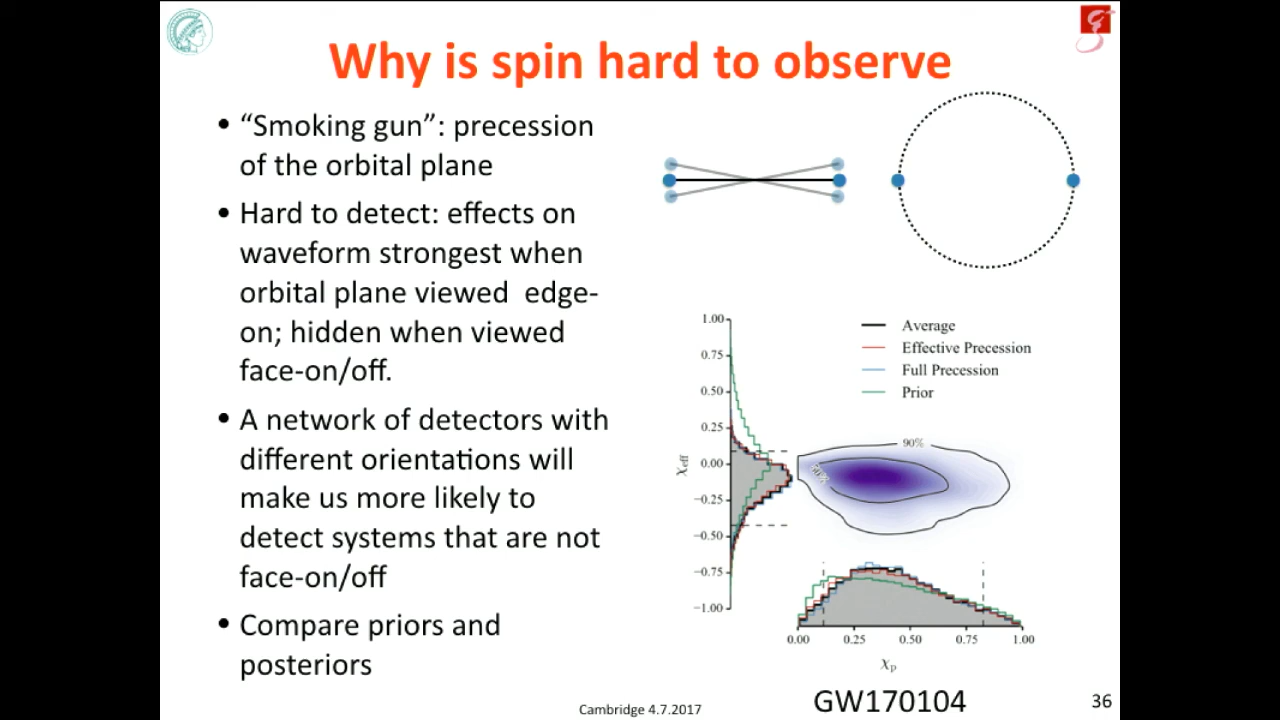 Why is spin hard to observe
• “Smoking gun”: precession
of the orbital plane
• Hard to detect: effects on
waveform strongest when
orbital plane viewed edge-
on; hidden when viewed
face-on/off.
• A network of detectors with
different orientations will
make us more likely to
detect systems that are not
face-on/off
• Compare priors and
posteriors
Average
Effective Precession
Full Precession
Prior
1.00
0.75
0.50
0.25
0.00
−0.25
−0.50
−0.75
−1.00
χeff
90%
50%
0.00 0.25 0.50 0.75 1.00
χp
GW170104
Cambridge 4.7.2017
36